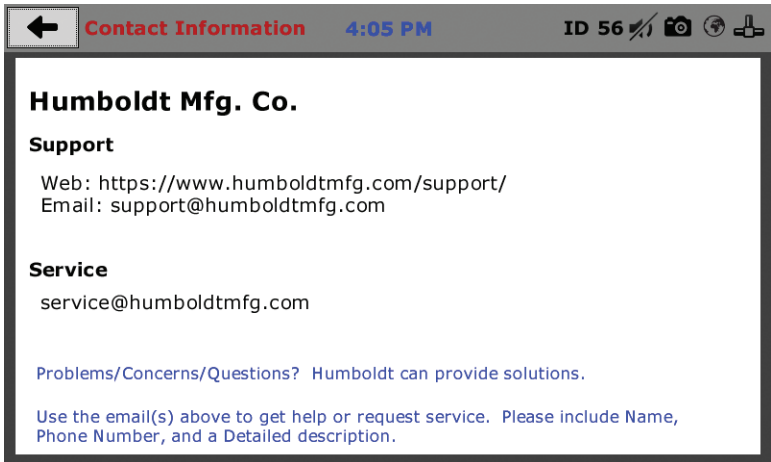 Contact Information 4:05 PM ID 56
Humboldt Mfg. Co.
Support
Web: https://www.humboldtmfg.com/support/
Email: support@humboldtmfg.com
Service
service@humboldtmfg.com
Problems/Concerns/Questions? Humboldt can provide solutions.
Use the email(s) above to get help or request service. Please include Name,
Phone Number, and a Detailed description.